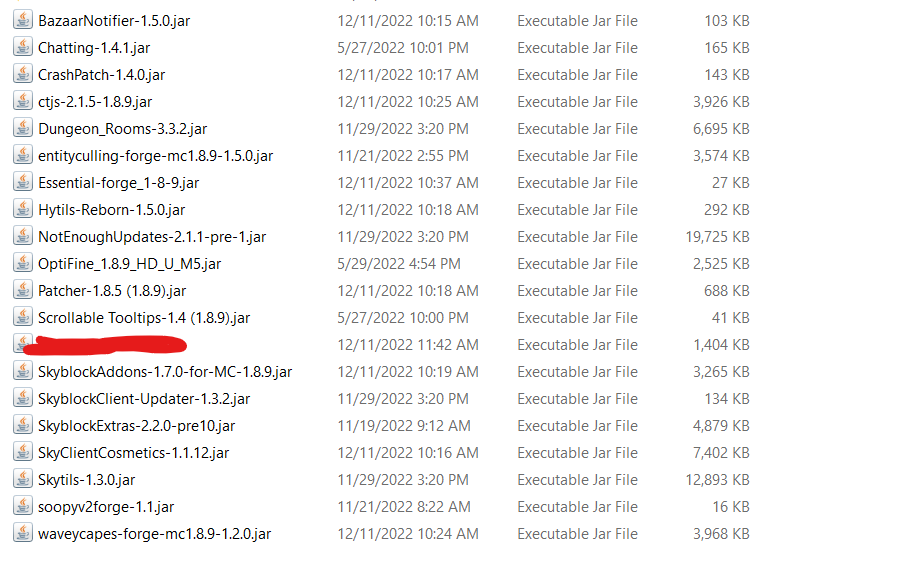 BazaarNotifier-1.5.0.jar 12/11/2022 10:15 AM Executable Jar File 103 KB
Chatting-1.4.1.jar 5/27/2022 10:01 PM Executable Jar File 165 KB
CrashPatch-1.4.0.jar 12/11/2022 10:17 AM Executable Jar File 143 KB
ctjs-2.1.5-1.8.9.jar 12/11/2022 10:25 AM Executable Jar File 3,926 KB
Dungeon_Rooms-3.3.2.jar 11/29/2022 3:20 PM Executable Jar File 6,695 KB
entityculling-forge-mc1.8.9-1.5.0.jar 11/21/2022 2:55 PM Executable Jar File 3,574 KB
Essential-forge_1-8-9.jar 12/11/2022 10:37 AM Executable Jar File 27 KB
Hytils-Reborn-1.5.0.jar 12/11/2022 10:18 AM Executable Jar File 292 KB
NotEnoughUpdates-2.1.1-pre-1.jar 11/29/2022 3:20 PM Executable Jar File 19,725 KB
OptiFine_1.8.9_HD_U_M5.jar 5/29/2022 4:54 PM Executable Jar File 2,525 KB
Patcher-1.8.5 (1.8.9).jar 12/11/2022 10:18 AM Executable Jar File 688 KB
Scrollable Tooltips-1.4 (1.8.9).jar 5/27/2022 10:00 PM Executable Jar File 41 KB
12/11/2022 11:42 AM Executable Jar File 1,404 KB
SkyblockAddons-1.7.0-for-MC-1.8.9.jar 12/11/2022 10:19 AM Executable Jar File 3,265 KB
SkyblockClient-Updater-1.3.2.jar 11/29/2022 3:20 PM Executable Jar File 134 KB
SkyblockExtras-2.2.0-pre10.jar 11/19/2022 9:12 AM Executable Jar File 4,879 KB
SkyClientCosmetics-1.1.12.jar 12/11/2022 10:16 AM Executable Jar File 7,402 KB
Skytils-1.3.0.jar 11/29/2022 3:20 PM Executable Jar File 12,893 KB
soopyv2forge-1.1.jar 11/21/2022 8:22 AM Executable Jar File 16 KB
waveycapes-forge-mc1.8.9-1.2.0.jar 12/11/2022 10:24 AM Executable Jar File 3,968 KB